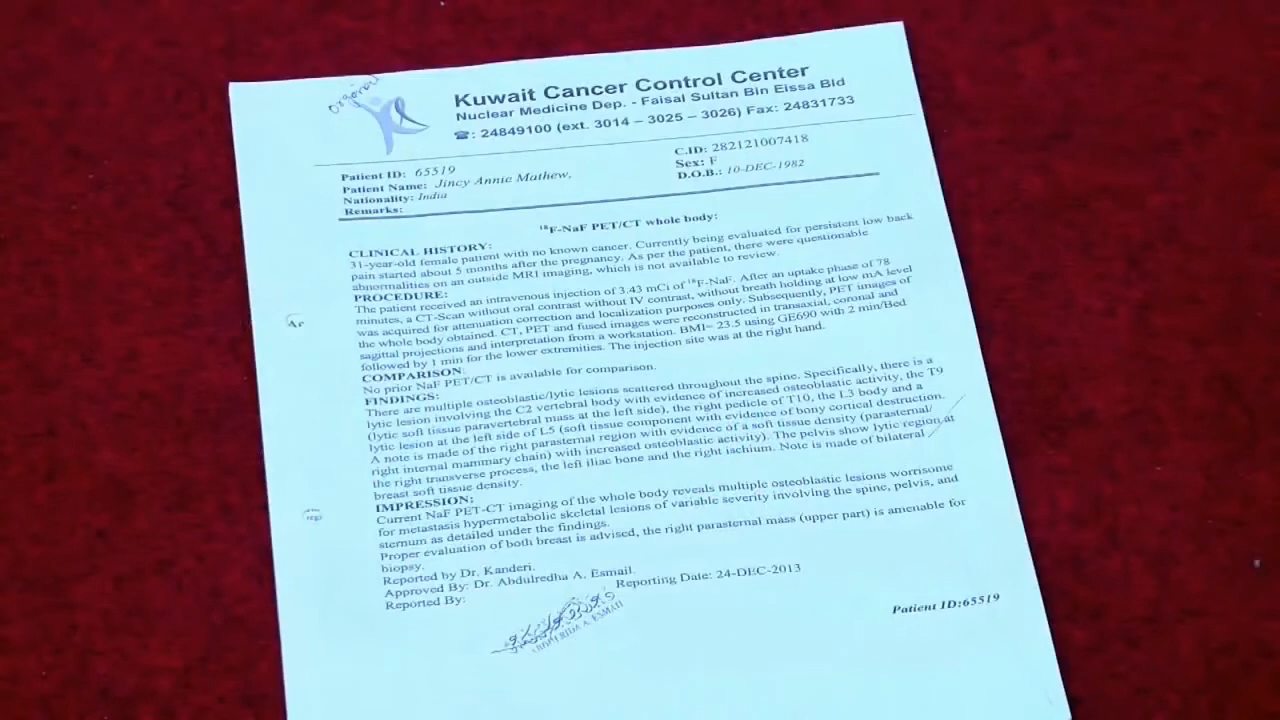 orgorod
Kuwait Cancer Control Center
Nuclear Medicine Dep. - Faisal Sultan Bin Eissa Bld
☎: 24849100 (ext. 3014 – 3025 – 3026) Fax: 24831733
Patient ID: 65519
C.ID: 282121007418
Patient Name: Jincy Annie Mathew,
Sex: F
Nationality: India
D.O.B.: 10-DEC-1982
Remarks:
¹⁸F-NaF PET/CT whole body:
CLINICAL HISTORY:
31-year-old female patient with no known cancer. Currently being evaluated for persistent low back
pain started about 5 months after the pregnancy. As per the patient, there were questionable
abnormalities on an outside MRI imaging, which is not available to review.
PROCEDURE:
The patient received an intravenous injection of 3.43 mCi of ¹⁸F-NaF. After an uptake phase of 78
minutes, a CT-Scan without oral contrast without IV contrast, without breath holding at low mA level
was acquired for attenuation correction and localization purposes only. Subsequently, PET images of
the whole body obtained. CT, PET and fused images were reconstructed in transaxial, coronal and
sagittal projections and interpretation from a workstation. BMI= 23.5 using GE690 with 2 min/Bed
followed by 1 min for the lower extremities. The injection site was at the right hand.
COMPARISON:
No prior NaF PET/CT is available for comparison.
FINDINGS:
There are multiple osteoblastic/lytic lesions scattered throughout the spine. Specifically, there is a
lytic lesion involving the C2 vertebral body with evidence of increased osteoblastic activity, the T9
(lytic soft tissue paravertebral mass at the left side), the right pedicle of T10, the L3 body and a
lytic lesion at the left side of L5 (soft tissue component with evidence of bony cortical destruction.
A note is made of the right parasternal region with evidence of a soft tissue density (parasternal/
right internal mammary chain) with increased osteoblastic activity). The pelvis show lytic region at
the right transverse process, the left iliac bone and the right ischium. Note is made of bilateral
breast soft tissue density.
IMPRESSION:
Current NaF PET-CT imaging of the whole body reveals multiple osteoblastic lesions worrisome
for metastasis hypermetabolic skeletal lesions of variable severity involving the spine, pelvis, and
sternum as detailed under the findings.
Proper evaluation of both breast is advised, the right parasternal mass (upper part) is amenable for
biopsy.
Reported by Dr. Kanderi.
Approved By: Dr. Abdulredha A. Esmail.
Reported By:
Reporting Date: 24-DEC-2013
Patient ID:65519